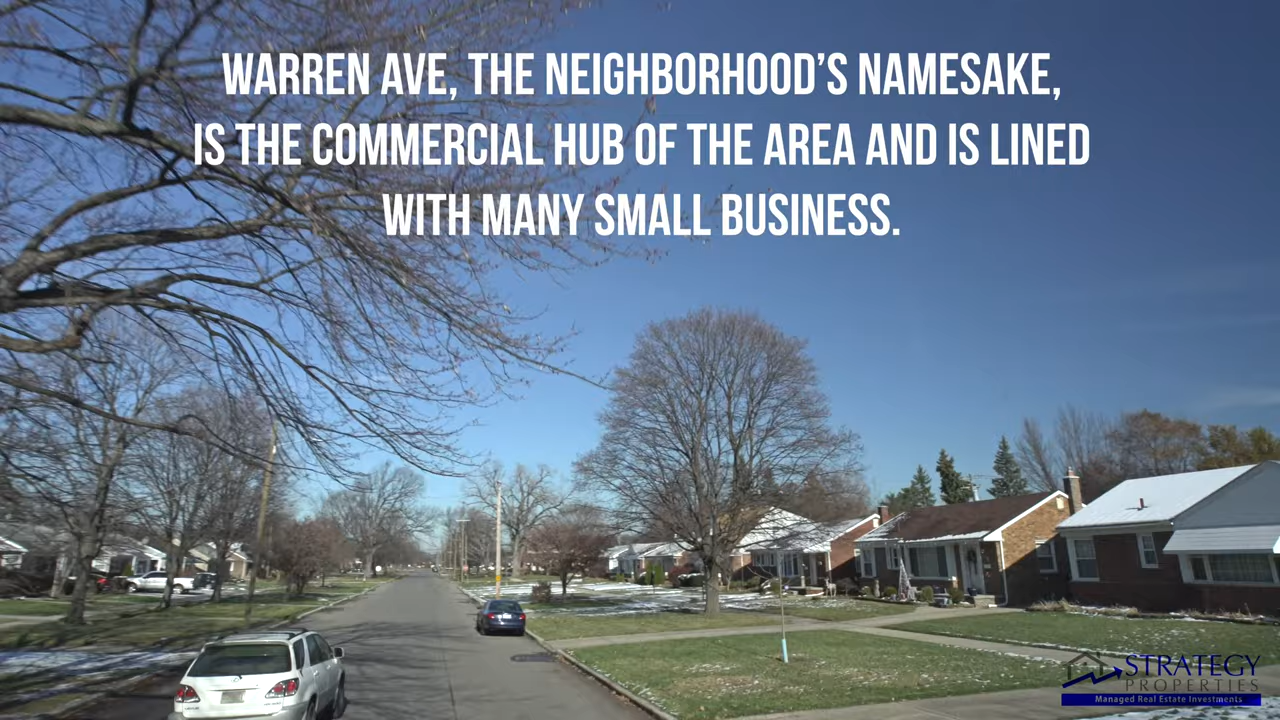 WARREN AVE, THE NEIGHBORHOOD'S NAMESAKE,
IS THE COMMERCIAL HUB OF THE AREA AND IS LINED
WITH MANY SMALL BUSINESS.
STRATEGY
PROPERTIES
Managed Real Estate Investments